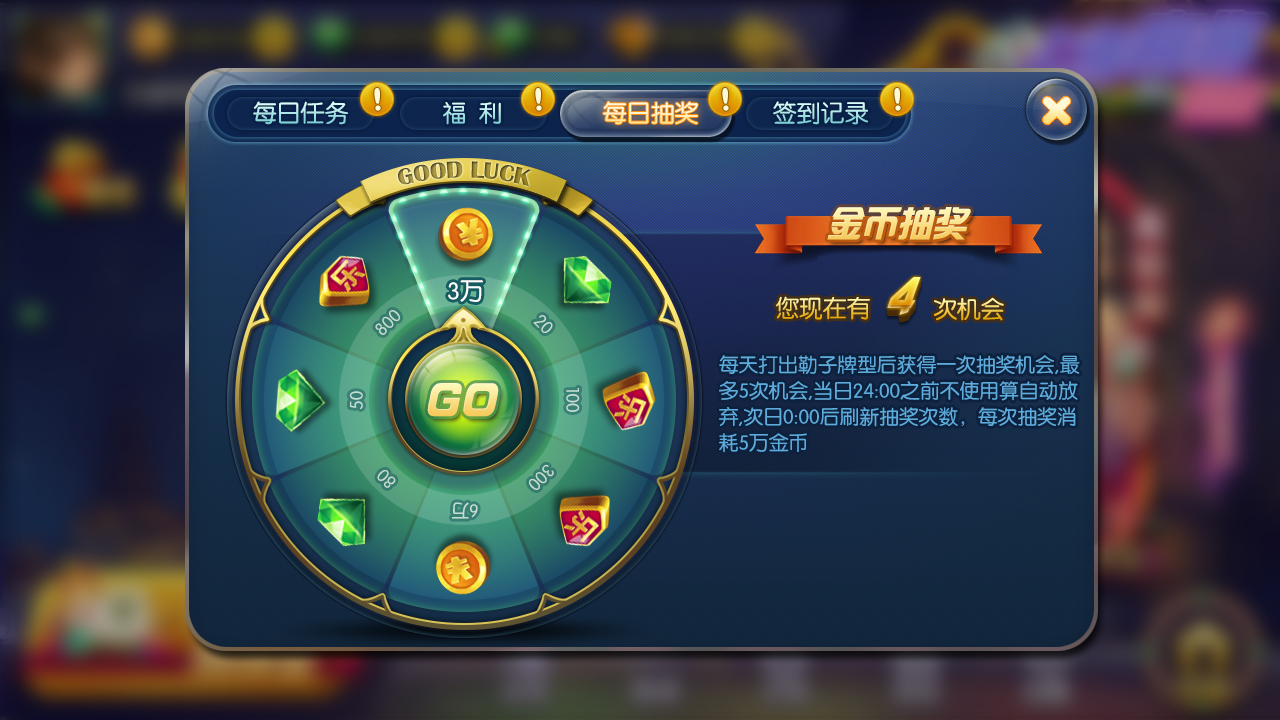 每日任务
福 利
每日抽奖
签到记录
GOOD LUCK
3万
20
100
300
6万
80
50
800
乐
乐
乐
GO
金币抽奖
您现在有 4 次机会
每天打出勒子牌型后获得一次抽奖机会,最
多5次机会,当日24:00之前不使用算自动放
弃,次日0:00后刷新抽奖次数，每次抽奖消
耗5万金币